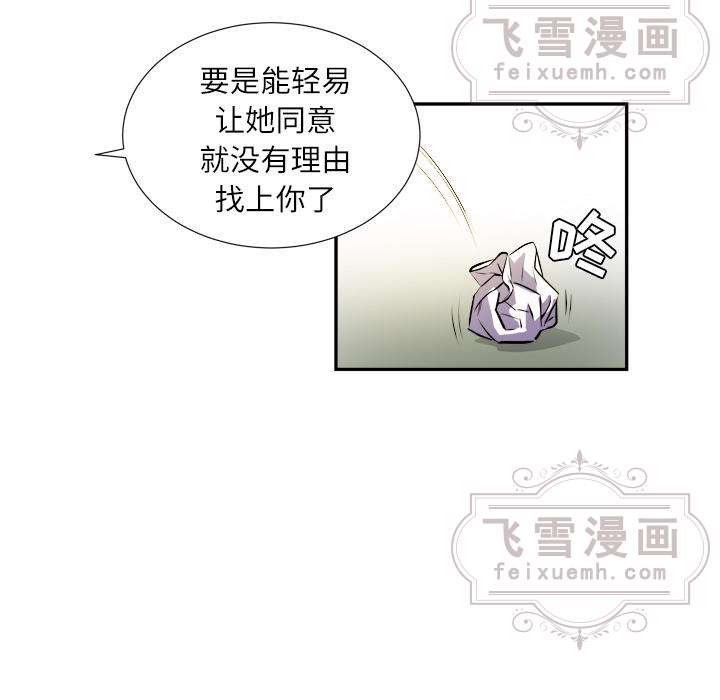 飞雪漫画
feixuemh.com
要是能轻易
让她同意
就没有理由
找上你了
咚
飞雪漫画
feixuemh.com